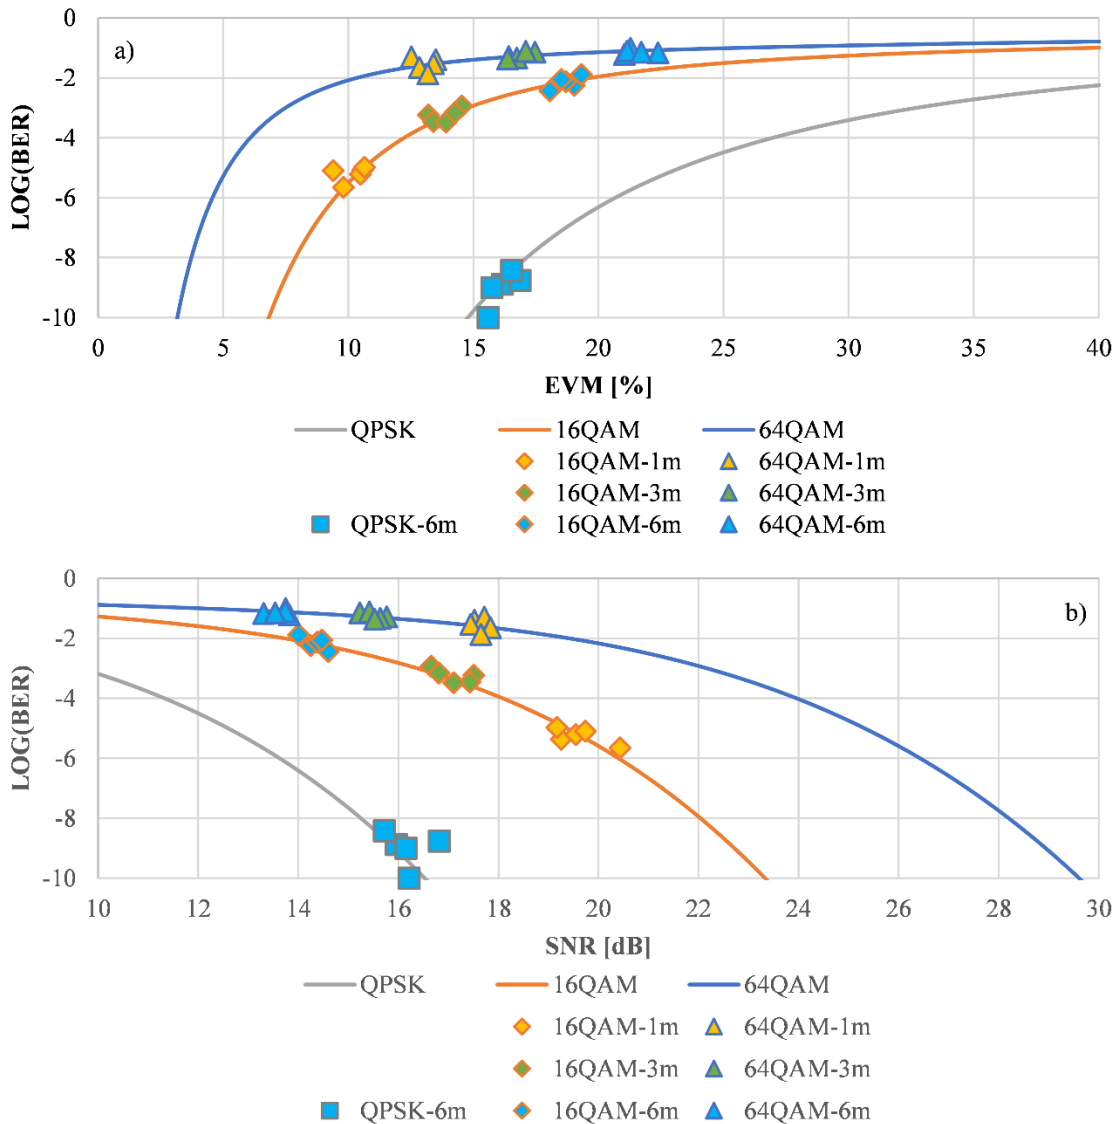 0
a)
-2
-4
-6
-8
-10
LOG(BER)
0 5 10 15 20 25 30 35 40
EVM [%]
QPSK 16QAM 64QAM
16QAM-1m 64QAM-1m
16QAM-3m 64QAM-3m
QPSK-6m 16QAM-6m 64QAM-6m
0
b)
-2
-4
-6
-8
-10
LOG(BER)
10 12 14 16 18 20 22 24 26 28 30
SNR [dB]
QPSK 16QAM 64QAM
16QAM-1m 64QAM-1m
16QAM-3m 64QAM-3m
QPSK-6m 16QAM-6m 64QAM-6m